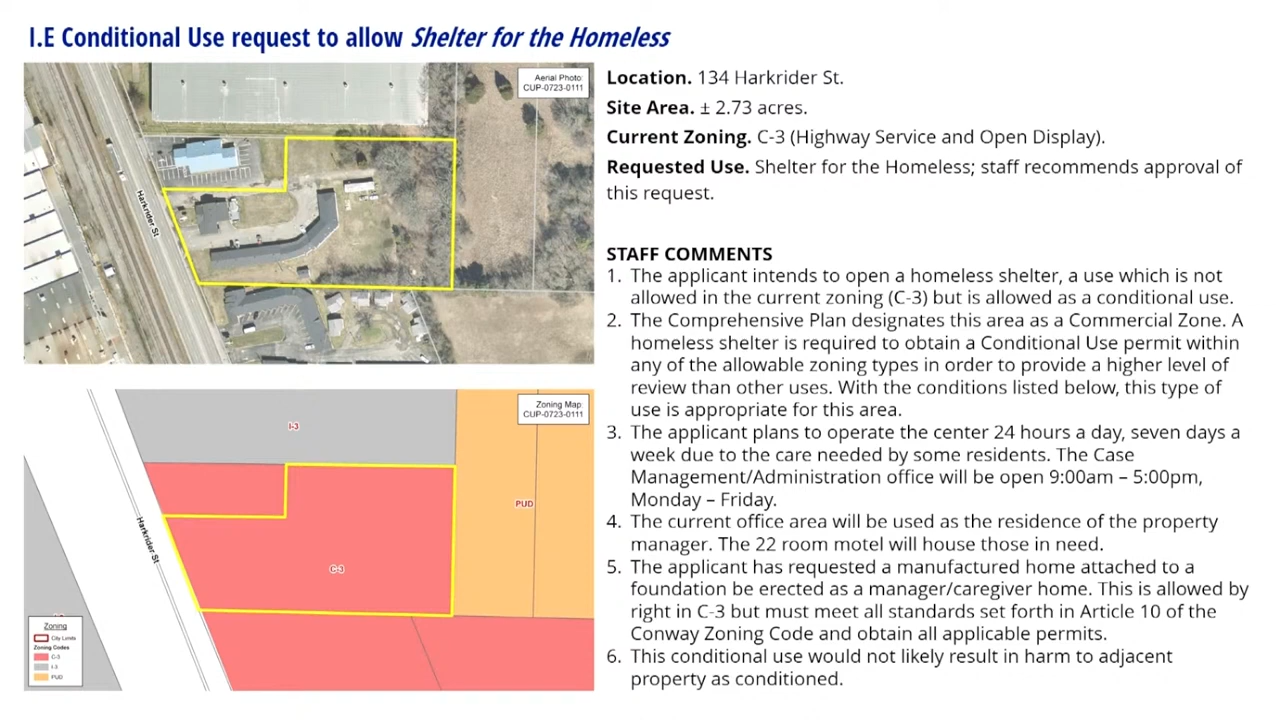 I.E Conditional Use request to allow Shelter for the Homeless
Aerial Photo:
CUP-0723-0111
Harkrider St
Zoning Map:
CUP-0723-0111
I-3
PUD
C-3
Harkrider St
Zoning
City Limits
Zoning Codes
C-3
I-3
PUD
Location. 134 Harkrider St.
Site Area. ± 2.73 acres.
Current Zoning. C-3 (Highway Service and Open Display).
Requested Use. Shelter for the Homeless; staff recommends approval of
this request.
STAFF COMMENTS
1. The applicant intends to open a homeless shelter, a use which is not
allowed in the current zoning (C-3) but is allowed as a conditional use.
2. The Comprehensive Plan designates this area as a Commercial Zone. A
homeless shelter is required to obtain a Conditional Use permit within
any of the allowable zoning types in order to provide a higher level of
review than other uses. With the conditions listed below, this type of
use is appropriate for this area.
3. The applicant plans to operate the center 24 hours a day, seven days a
week due to the care needed by some residents. The Case
Management/Administration office will be open 9:00am – 5:00pm,
Monday – Friday.
4. The current office area will be used as the residence of the property
manager. The 22 room motel will house those in need.
5. The applicant has requested a manufactured home attached to a
foundation be erected as a manager/caregiver home. This is allowed by
right in C-3 but must meet all standards set forth in Article 10 of the
Conway Zoning Code and obtain all applicable permits.
6. This conditional use would not likely result in harm to adjacent
property as conditioned.